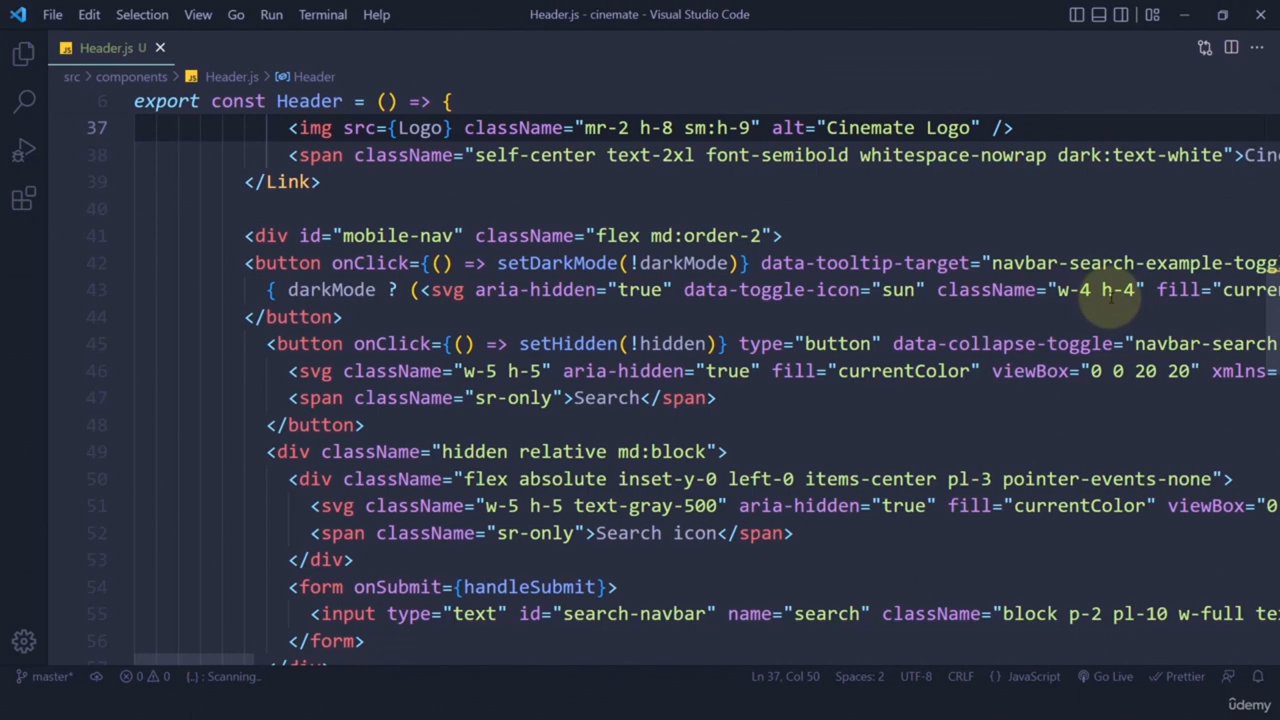 File Edit Selection View Go Run Terminal Help Header.js - cinemate - Visual Studio Code
JS Header.js U
src > components > JS Header.js > Header
6 export const Header = () => {
37 <img src={Logo} className="mr-2 h-8 sm:h-9" alt="Cinemate Logo" />
38 <span className="self-center text-2xl font-semibold whitespace-nowrap dark:text-white">Cin
39 </Link>
40
41 <div id="mobile-nav" className="flex md:order-2">
42 <button onClick={() => setDarkMode(!darkMode)} data-tooltip-target="navbar-search-example-togg
43 { darkMode ? (<svg aria-hidden="true" data-toggle-icon="sun" className="w-4 h-4" fill="curre
44 </button>
45 <button onClick={() => setHidden(!hidden)} type="button" data-collapse-toggle="navbar-search
46 <svg className="w-5 h-5" aria-hidden="true" fill="currentColor" viewBox="0 0 20 20" xmlns=
47 <span className="sr-only">Search</span>
48 </button>
49 <div className="hidden relative md:block">
50 <div className="flex absolute inset-y-0 left-0 items-center pl-3 pointer-events-none">
51 <svg className="w-5 h-5 text-gray-500" aria-hidden="true" fill="currentColor" viewBox="0
52 <span className="sr-only">Search icon</span>
53 </div>
54 <form onSubmit={handleSubmit}>
55 <input type="text" id="search-navbar" name="search" className="block p-2 pl-10 w-full te
56 </form>
master* 0 0 {..} : Scanning.. Ln 37, Col 50 Spaces: 2 UTF-8 CRLF {} JavaScript Go Live Prettier
ûdemy